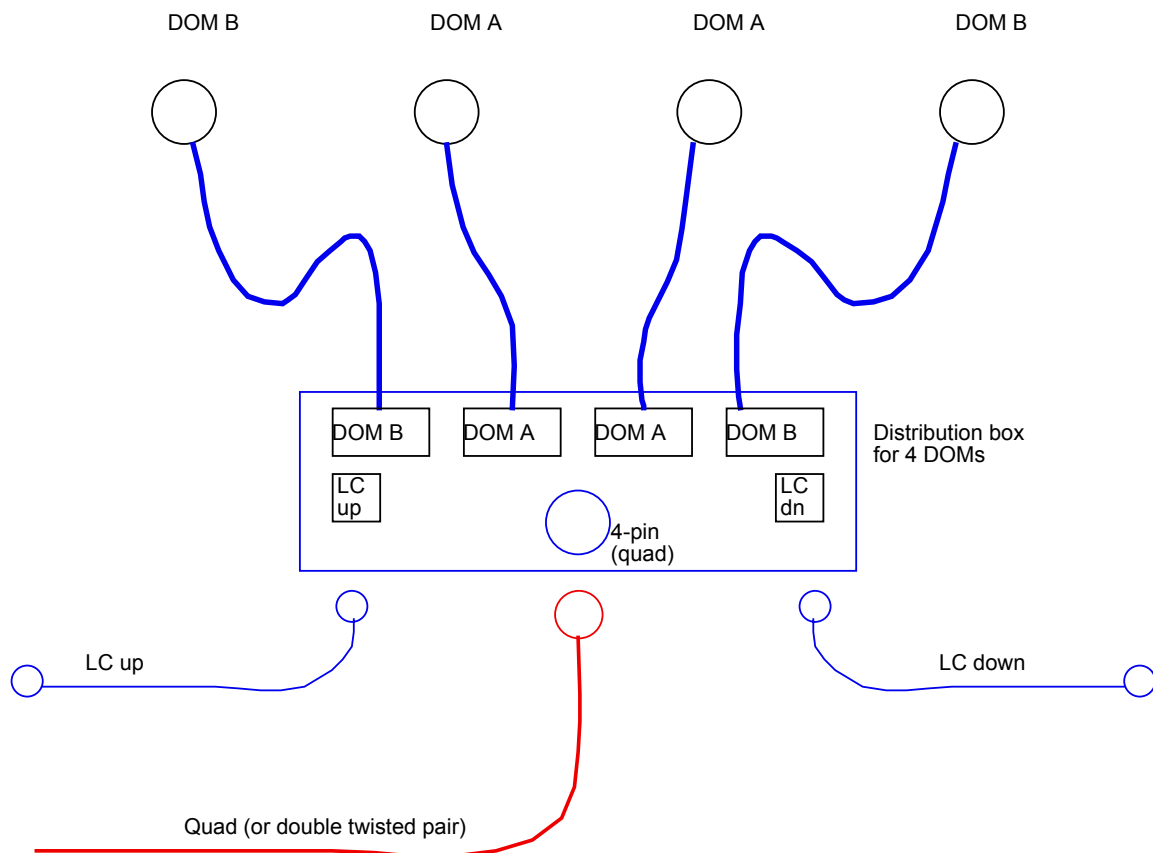 DOM B
DOM A
DOM A
DOM B
DOM B
DOM A
DOM A
DOM B
Distribution box
for 4 DOMs
LC
up
LC
dn
4-pin
(quad)
LC up
LC down
Quad (or double twisted pair)